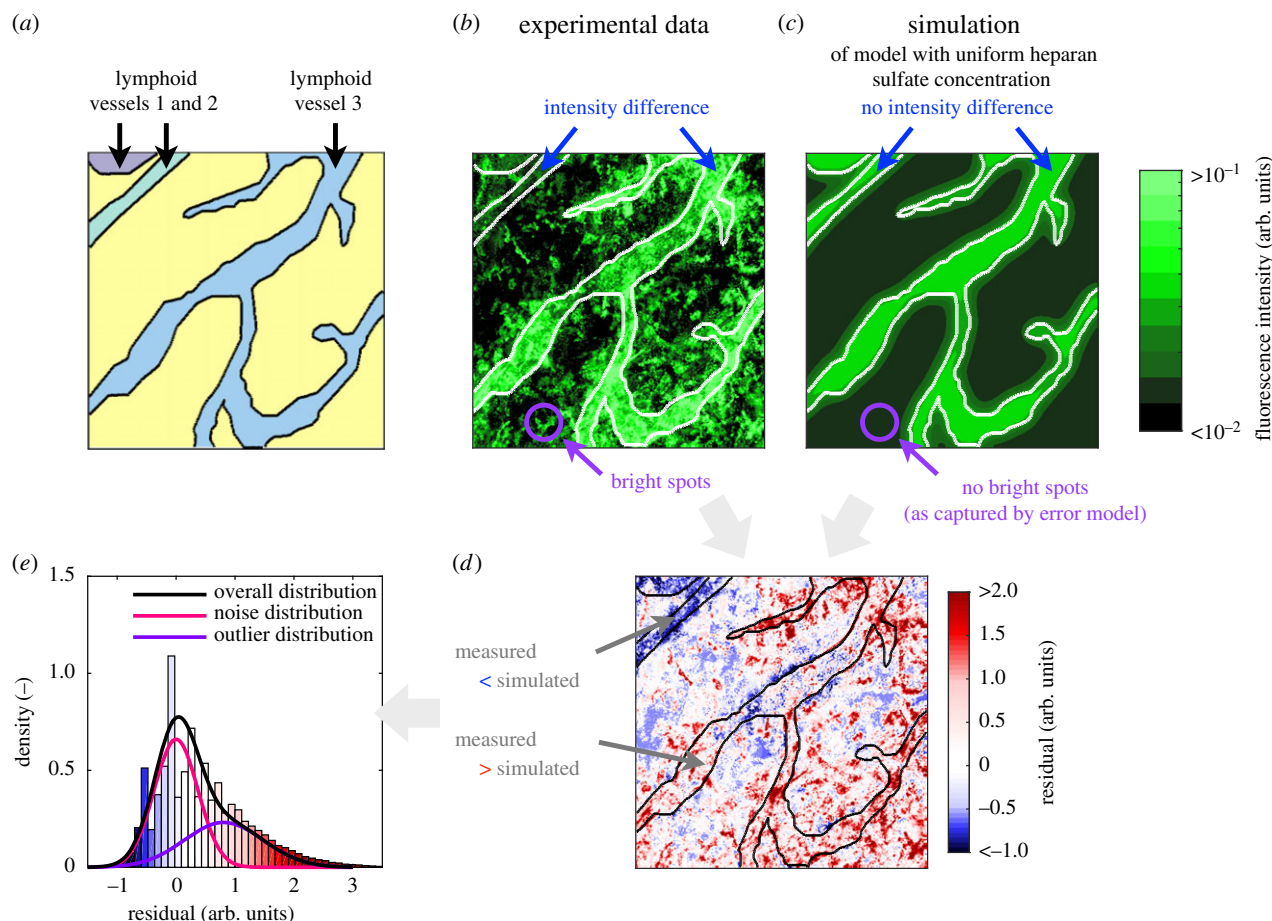 (a)
lymphoid
vessels 1 and 2
lymphoid
vessel 3
(b)
experimental data
intensity difference
bright spots
(c)
simulation
of model with uniform heparan
sulfate concentration
no intensity difference
no bright spots
(as captured by error model)
>10⁻¹
<10⁻²
fluorescence intensity (arb. units)
(e)
1.5
1.0
0.5
0
density (–)
overall distribution
noise distribution
outlier distribution
–1
0
1
2
3
residual (arb. units)
(d)
measured
< simulated
measured
> simulated
>2.0
1.5
1.0
0.5
0
–0.5
<–1.0
residual (arb. units)